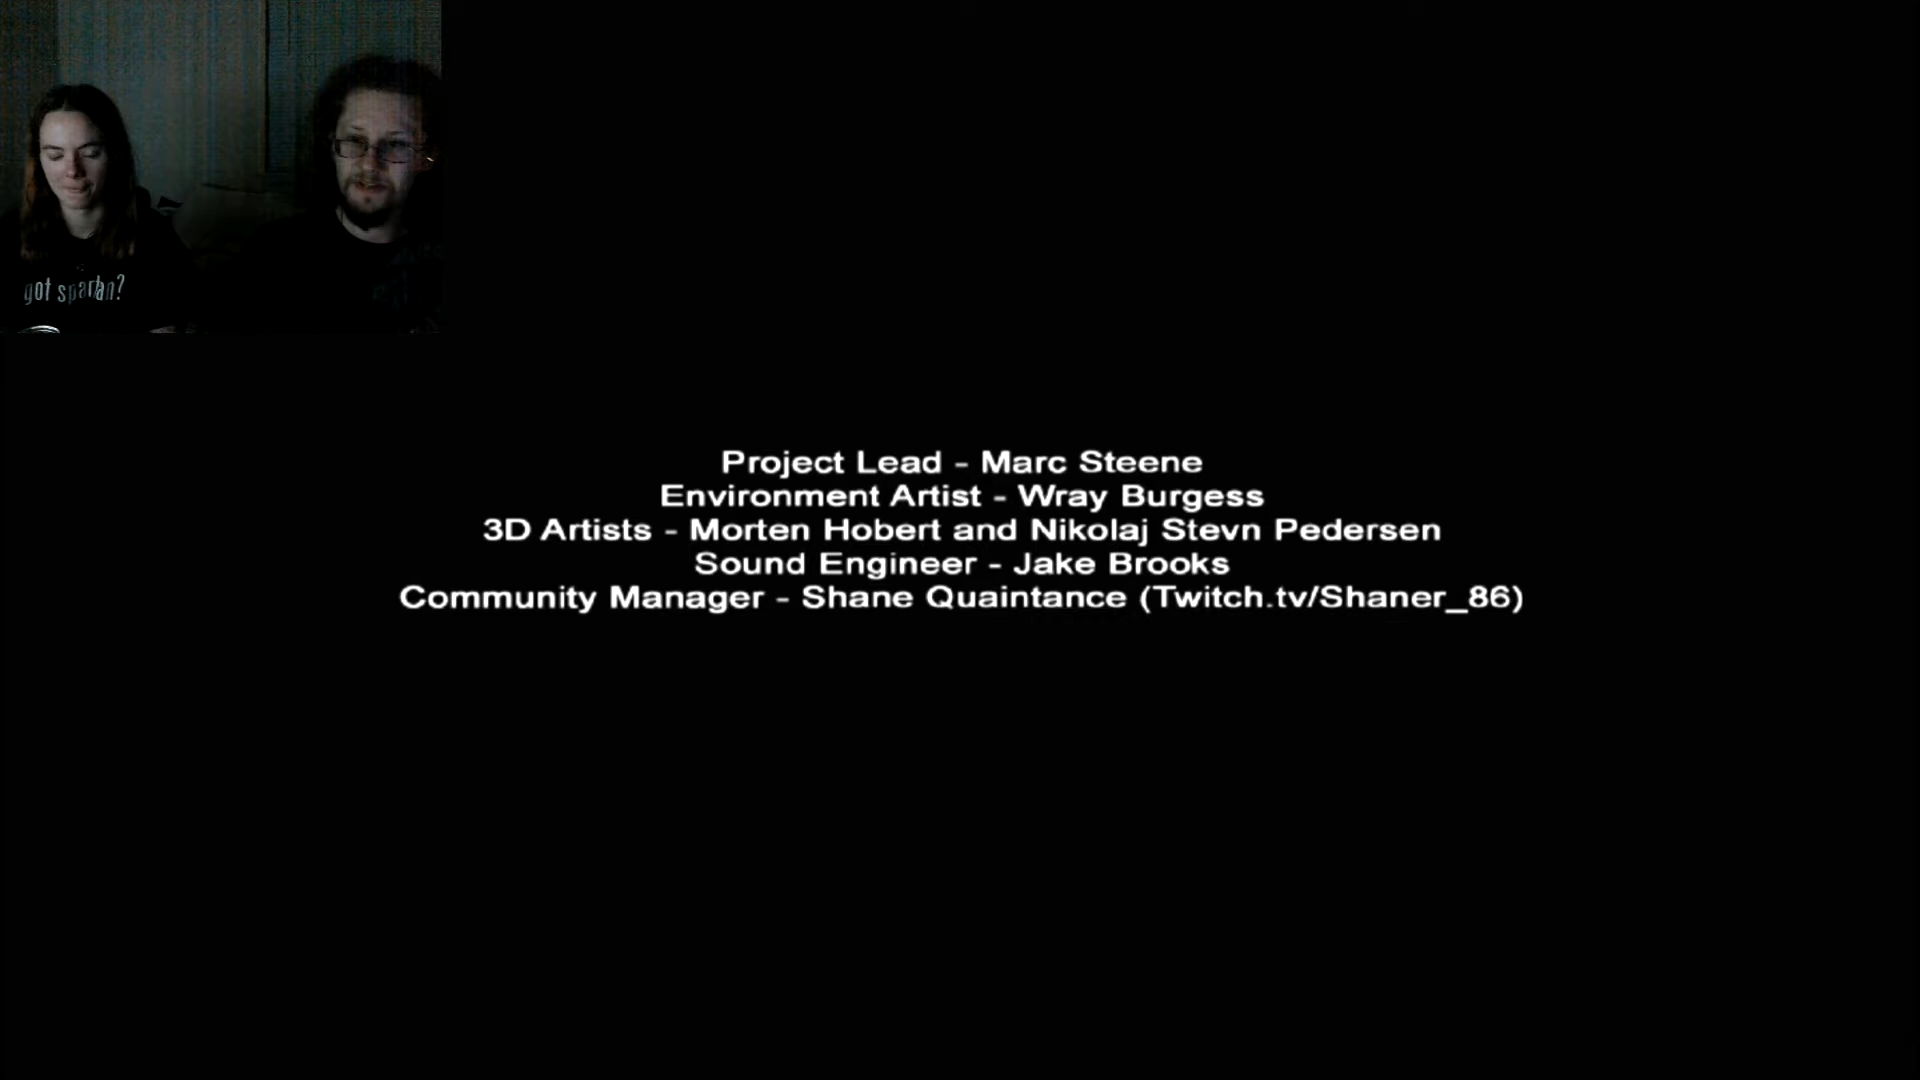 got spartan?
Project Lead - Marc Steene
Environment Artist - Wray Burgess
3D Artists - Morten Hobert and Nikolaj Stevn Pedersen
Sound Engineer - Jake Brooks
Community Manager - Shane Quaintance (Twitch.tv/Shaner_86)